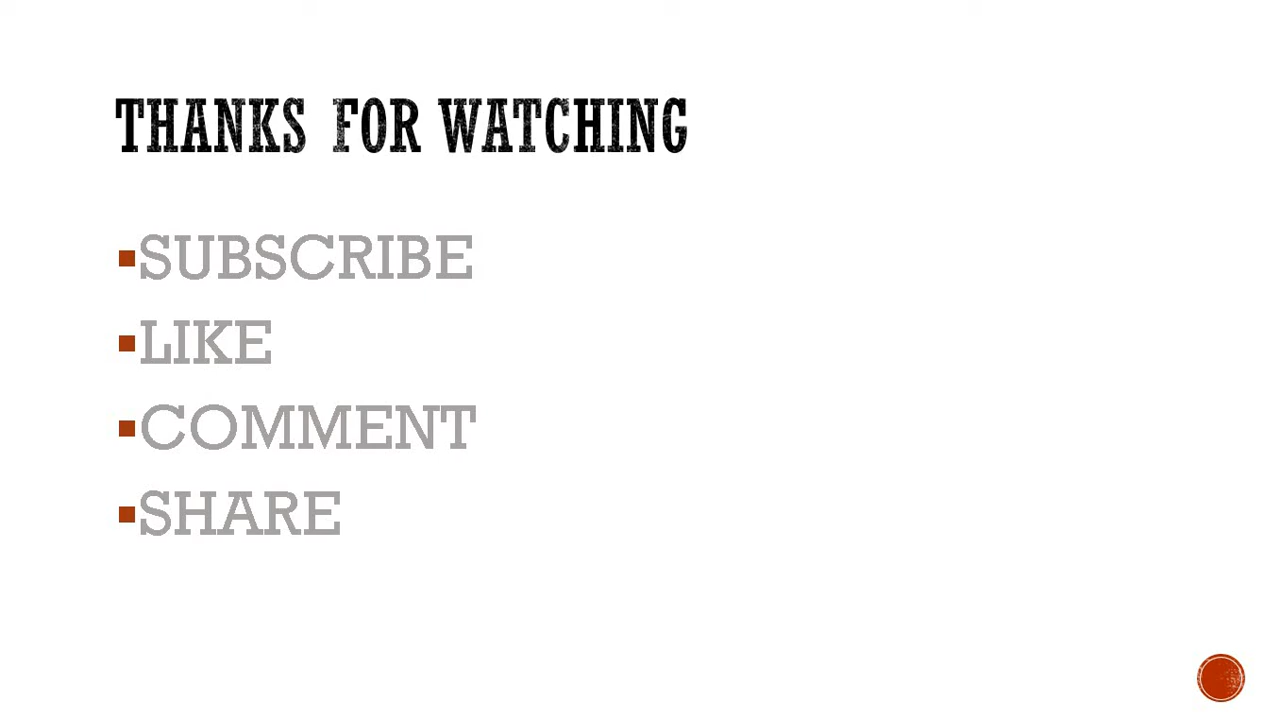 THANKS FOR WATCHING
SUBSCRIBE
LIKE
COMMENT
SHARE